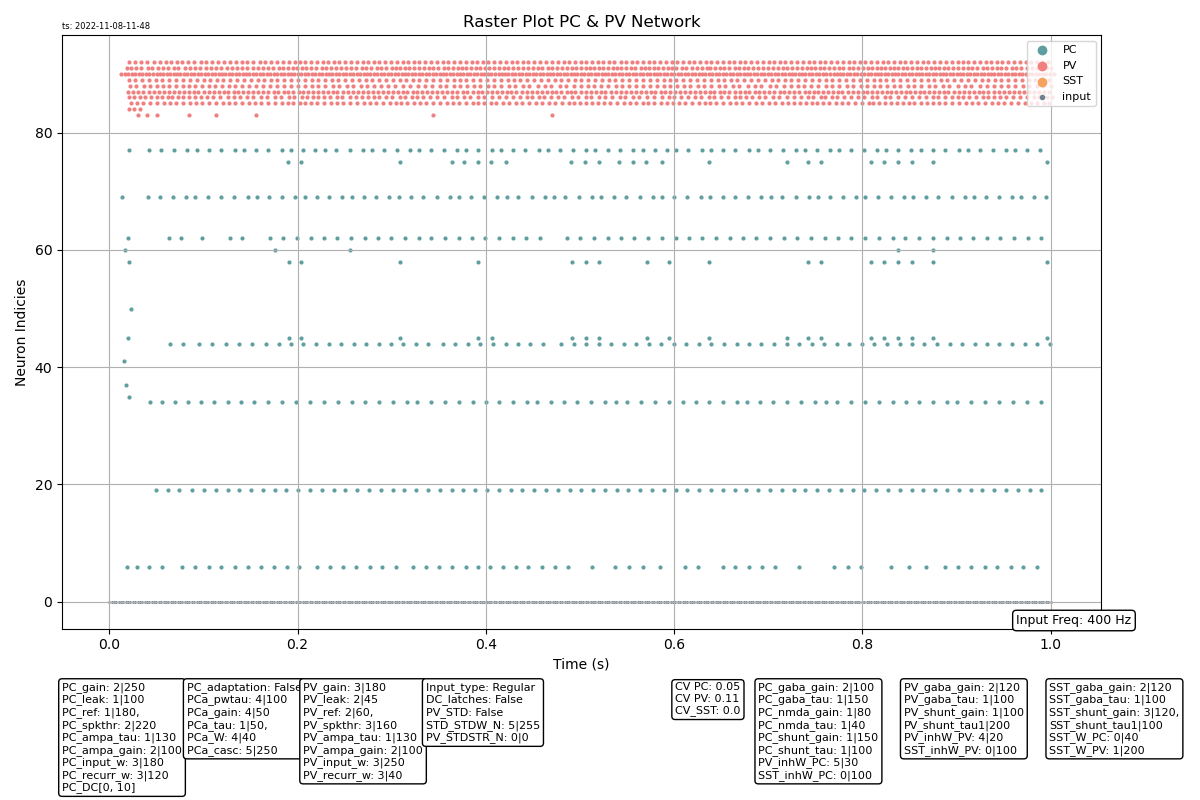 ts: 2022-11-08-11-48
Raster Plot PC & PV Network
PC
PV
SST
input
80
60
40
20
0
Neuron Indicies
0.0
0.2
0.4
0.6
0.8
1.0
Input Freq: 400 Hz
Time (s)
PC_gain: 2|250
PC_leak: 1|100
PC_ref: 1|180,
PC_spkthr: 2|220
PC_ampa_tau: 1|130
PC_ampa_gain: 2|100
PC_input_w: 3|180
PC_recurr_w: 3|120
PC_DC[0, 10]
PC_adaptation: False
PCa_pwtau: 4|100
PCa_gain: 4|50
PCa_tau: 1|50,
PCa_W: 4|40
PCa_casc: 5|250
PV_gain: 3|180
PV_leak: 2|45
PV_ref: 2|60,
PV_spkthr: 3|160
PV_ampa_tau: 1|130
PV_ampa_gain: 2|100
PV_input_w: 3|250
PV_recurr_w: 3|40
Input_type: Regular
DC_latches: False
PV_STD: False
STD_STDW_N: 5|255
PV_STDSTR_N: 0|0
CV PC: 0.05
CV PV: 0.11
CV_SST: 0.0
PC_gaba_gain: 2|100
PC_gaba_tau: 1|150
PC_nmda_gain: 1|80
PC_nmda_tau: 1|40
PC_shunt_gain: 1|150
PC_shunt_tau: 1|100
PV_inhW_PC: 5|30
SST_inhW_PC: 0|100
PV_gaba_gain: 2|120
PV_gaba_tau: 1|100
PV_shunt_gain: 1|100
PV_shunt_tau1|200
PV_inhW_PV: 4|20
SST_inhW_PV: 0|100
SST_gaba_gain: 2|120
SST_gaba_tau: 1|100
SST_shunt_gain: 3|120,
SST_shunt_tau1|100
SST_W_PC: 0|40
SST_W_PV: 1|200